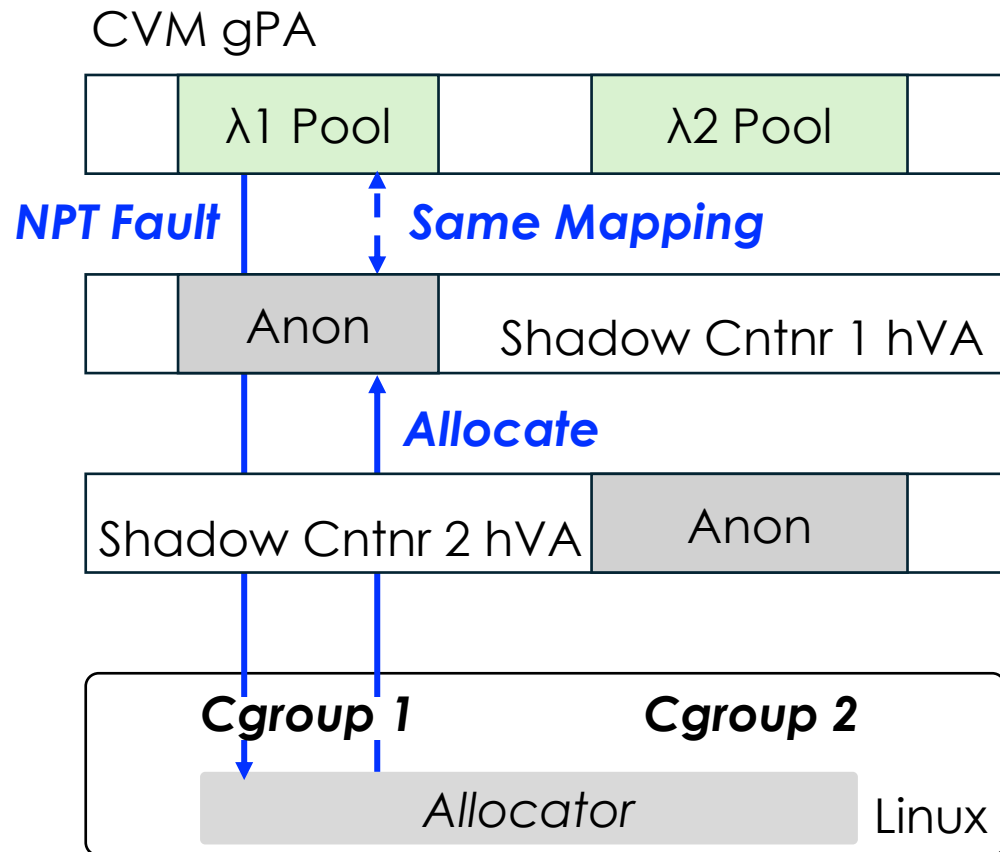 CVM gPA
λ1 Pool
λ2 Pool
NPT Fault
Same Mapping
Anon
Shadow Cntnr 1 hVA
Allocate
Shadow Cntnr 2 hVA
Anon
Cgroup 1
Cgroup 2
Allocator
Linux